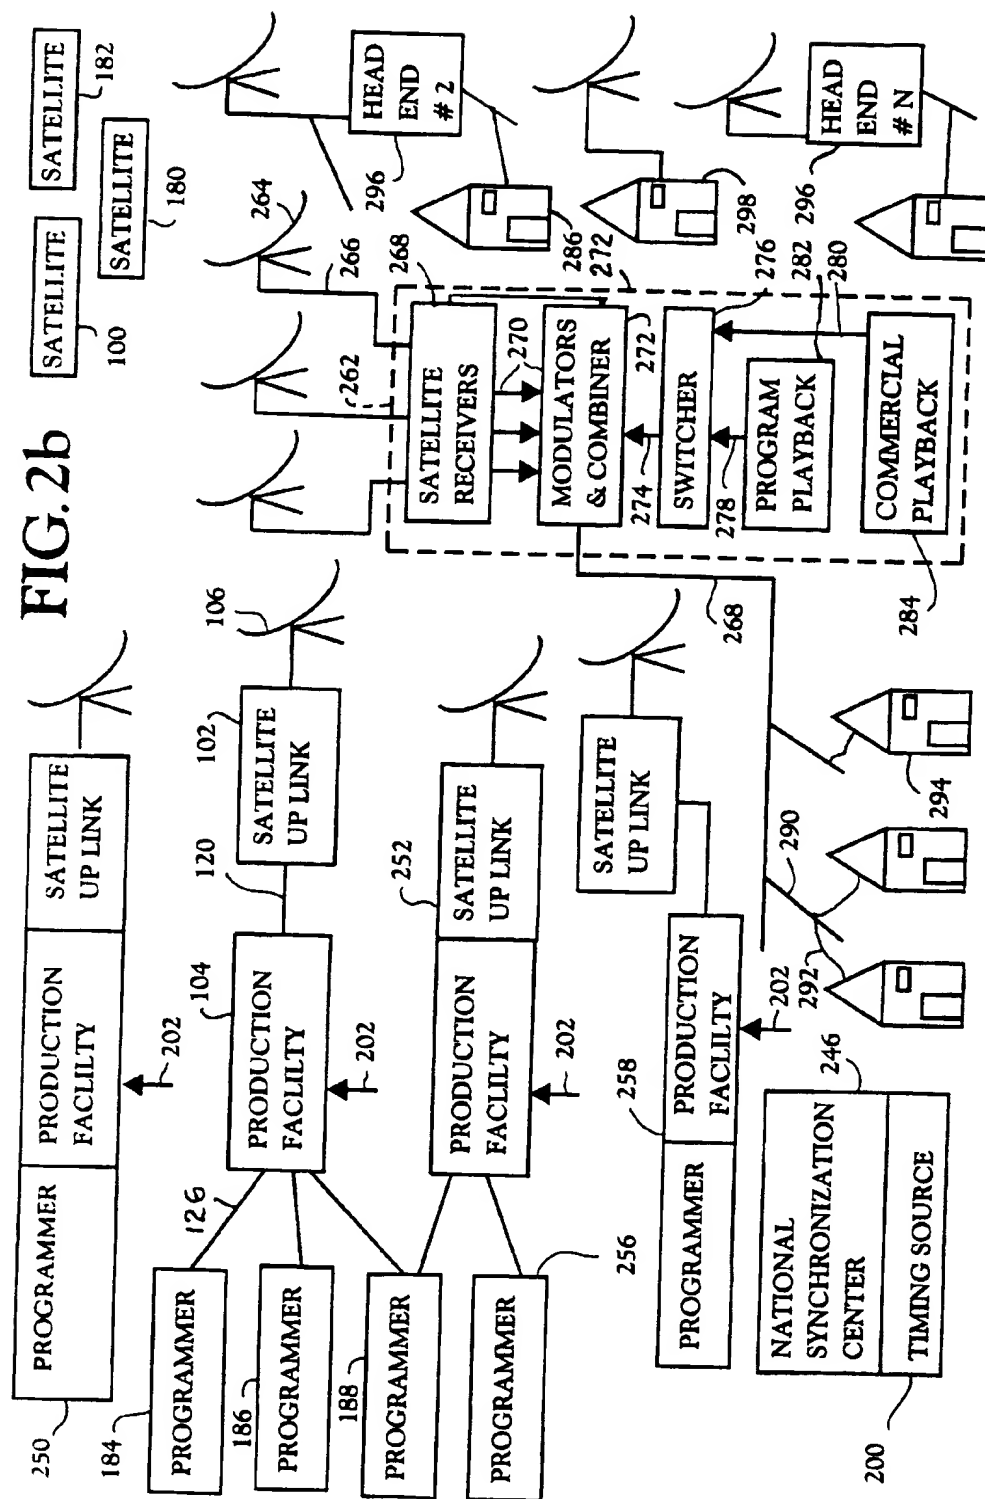 FIG.2b
250
PROGRAMMER
PRODUCTION
FACLILTY
SATELLITE
UP LINK
202
SATELLITE
100
SATELLITE
180
SATELLITE
182
184
PROGRAMMER
186
PROGRAMMER
188
PROGRAMMER
PROGRAMMER
256
126
PRODUCTION
FACLILTY
104
202
120
SATELLITE
UP LINK
102
106
PRODUCTION
FACLILTY
202
SATELLITE
UP LINK
252
PROGRAMMER
PRODUCTION
FACLILTY
258
202
SATELLITE
UP LINK
NATIONAL
SYNCHRONIZATION
CENTER
246
TIMING SOURCE
200
262
264
266
268
SATELLITE
RECEIVERS
270
MODULATORS
& COMBINER
272
272
274
SWITCHER
276
278
PROGRAM
PLAYBACK
282
280
COMMERCIAL
PLAYBACK
284
268
290
292
294
HEAD
END
# 2
296
286
298
HEAD
END
# N
296